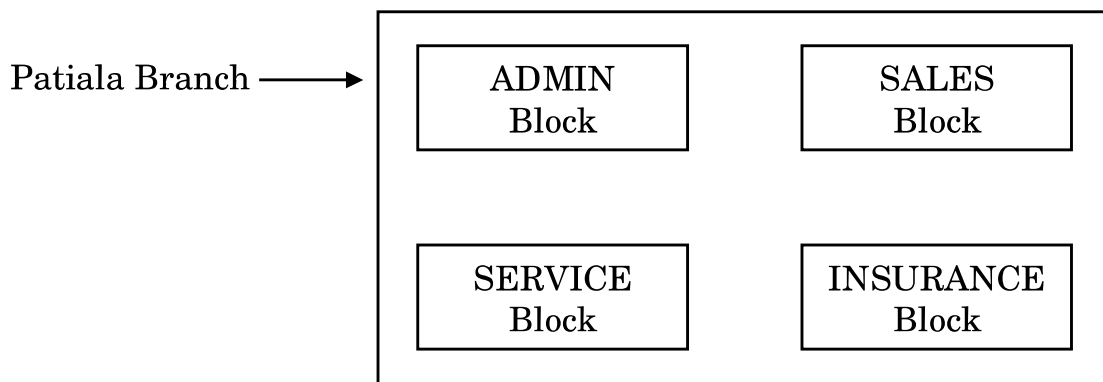 Patiala Branch
ADMIN
Block
SALES
Block
SERVICE
Block
INSURANCE
Block